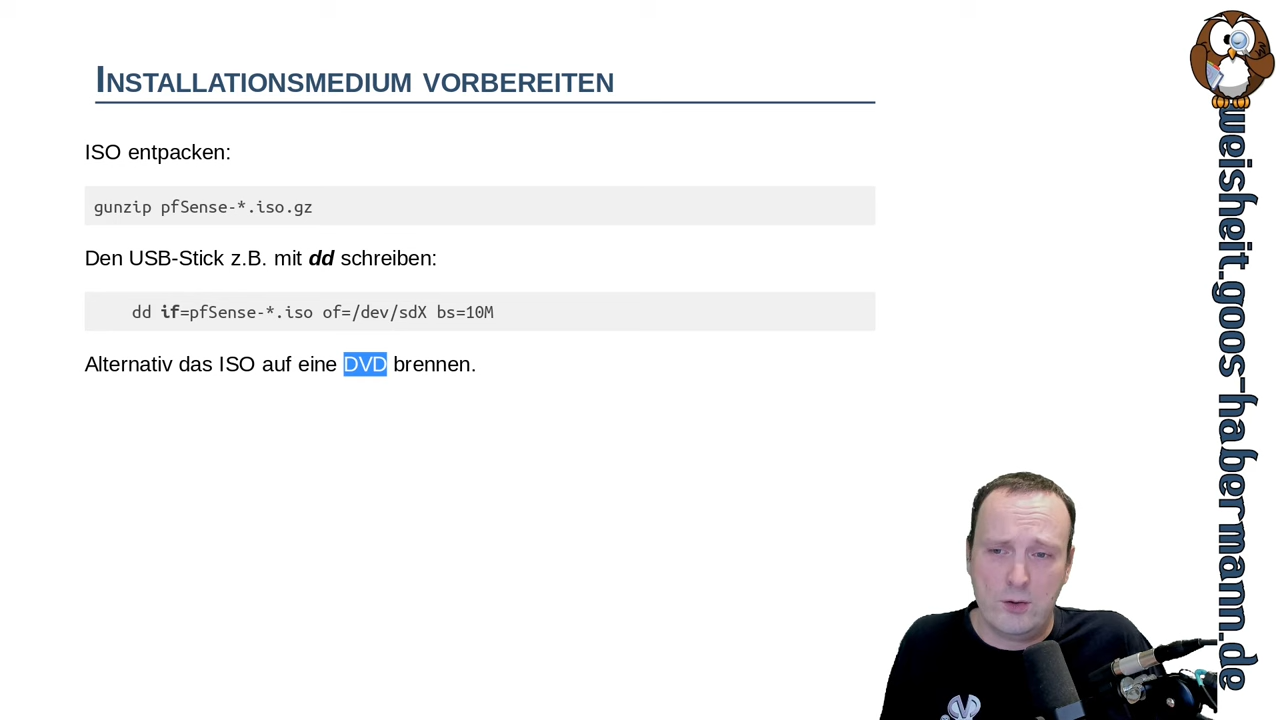 Installationsmedium vorbereiten
ISO entpacken:
gunzip pfSense-*.iso.gz
Den USB-Stick z.B. mit dd schreiben:
dd if=pfSense-*.iso of=/dev/sdX bs=10M
Alternativ das ISO auf eine DVD brennen.
weisheit.goos-habermann.de